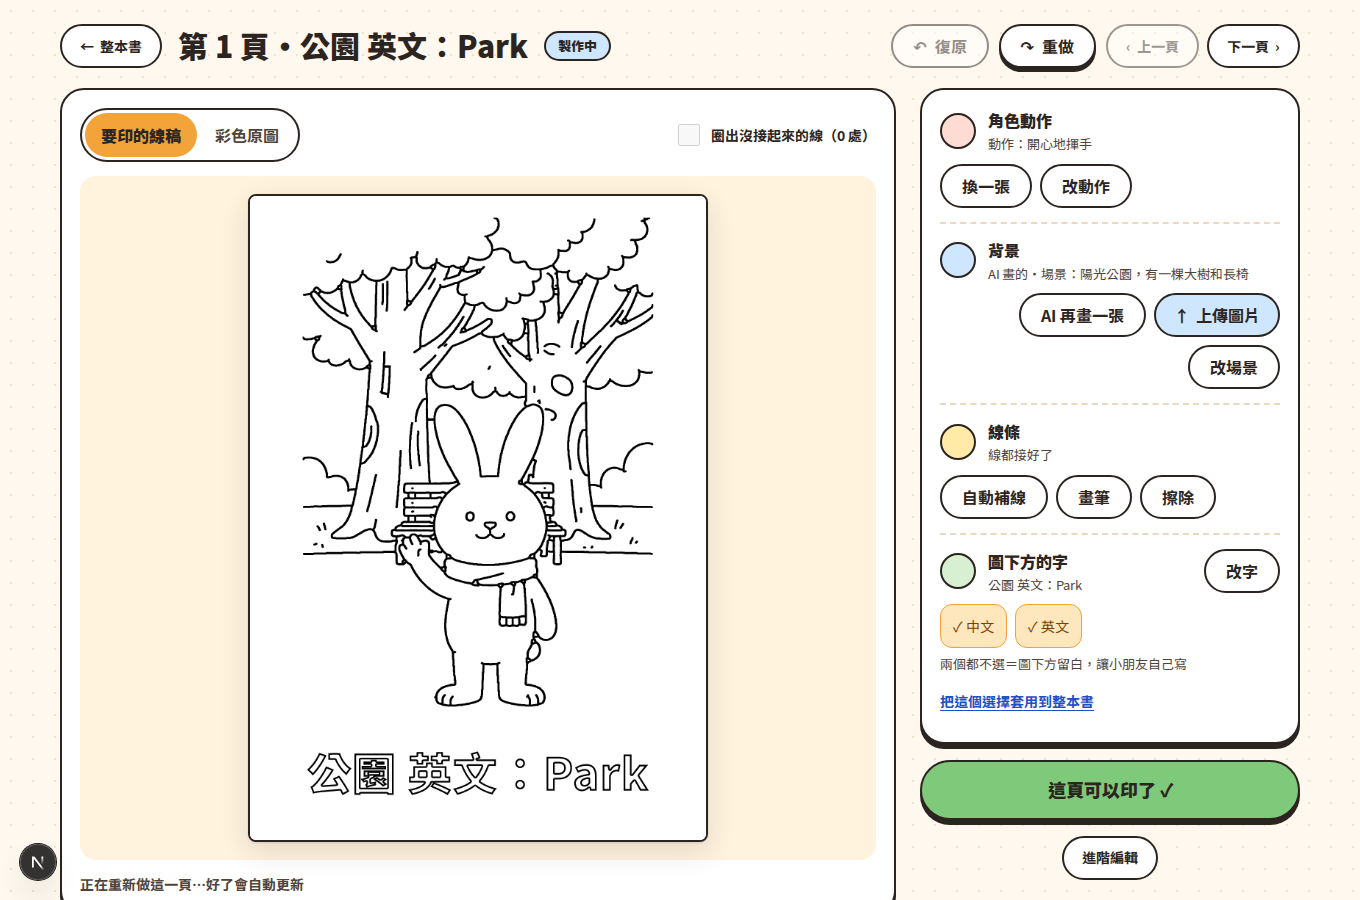 ← 整本書
第 1 頁・公園 英文：Park
製作中
↶ 復原
↷ 重做
‹ 上一頁
下一頁 ›
要印的線稿
彩色原圖
圈出沒接起來的線（0 處）
公園 英文：Park
正在重新做這一頁…好了會自動更新
角色動作
動作：開心地揮手
換一張
改動作
背景
AI 畫的・場景：陽光公園，有一棵大樹和長椅
AI 再畫一張
↑ 上傳圖片
改場景
線條
線都接好了
自動補線
畫筆
擦除
圖下方的字
公園 英文：Park
改字
✓ 中文
✓ 英文
兩個都不選＝圖下方留白，讓小朋友自己寫
把這個選擇套用到整本書
這頁可以印了 ✓
進階編輯
N